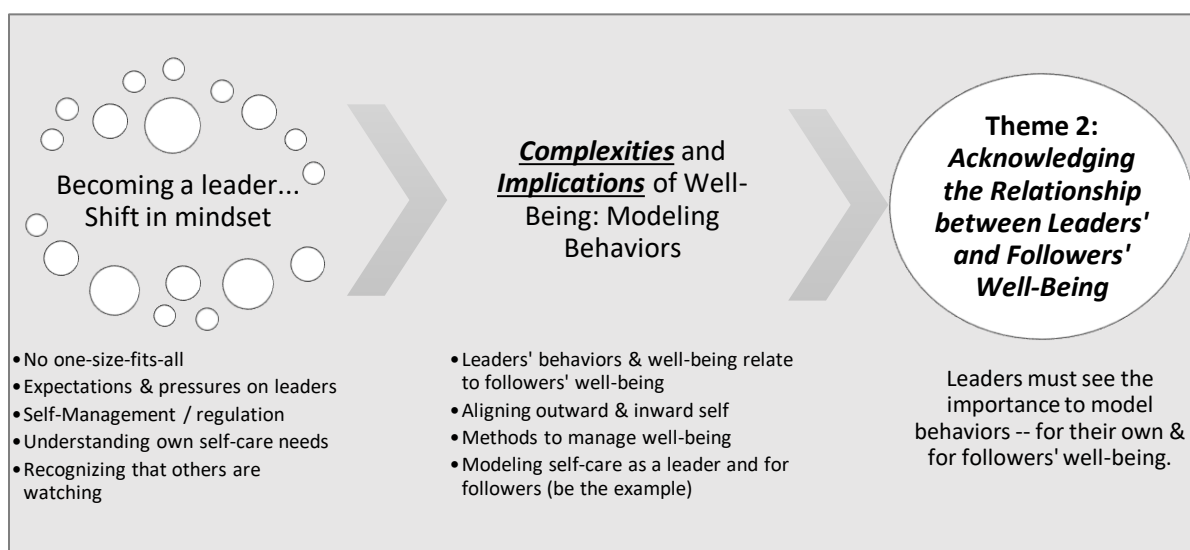 Becoming a leader...
Shift in mindset
•No one-size-fits-all
•Expectations & pressures on leaders
•Self-Management / regulation
•Understanding own self-care needs
•Recognizing that others are
watching
Complexities and
Implications of Well-
Being: Modeling
Behaviors
•Leaders' behaviors & well-being relate
to followers' well-being
•Aligning outward & inward self
•Methods to manage well-being
•Modeling self-care as a leader and for
followers (be the example)
Theme 2:
Acknowledging
the Relationship
between Leaders'
and Followers'
Well-Being
Leaders must see the
importance to model
behaviors -- for their own &
for followers' well-being.